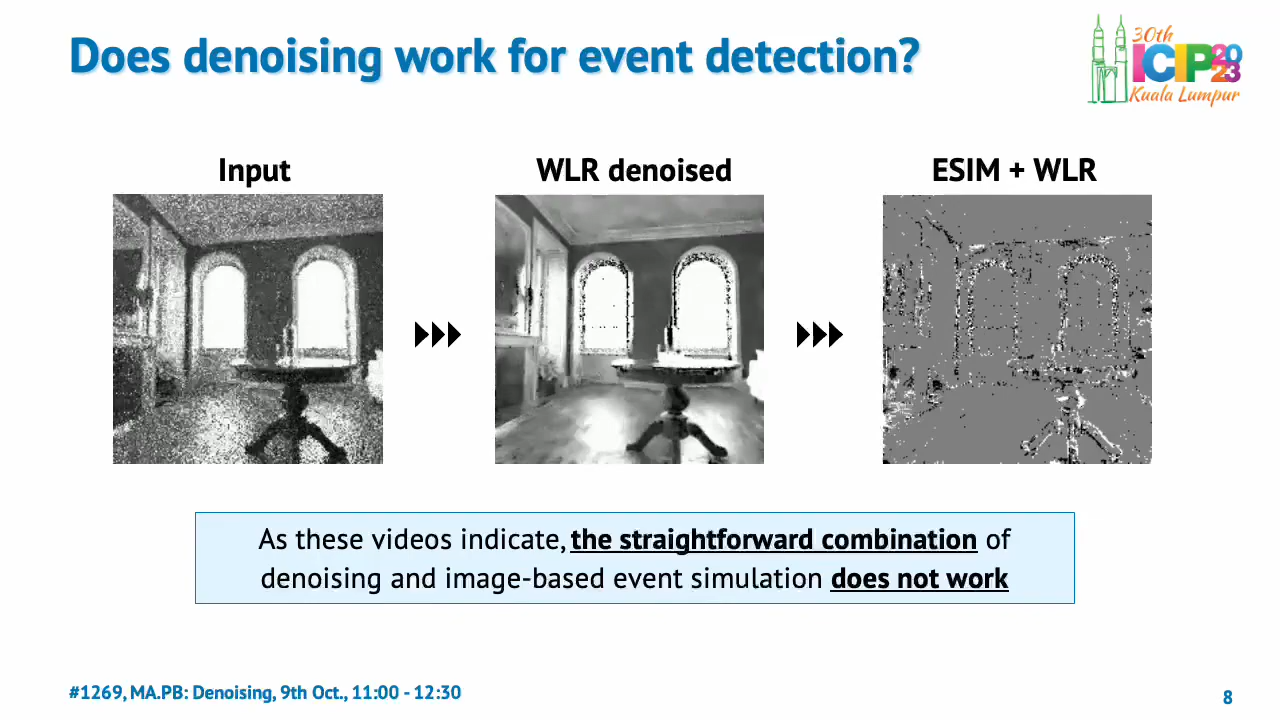 Does denoising work for event detection?
30th
ICIP 2023
Kuala Lumpur
Input
WLR denoised
ESIM + WLR
As these videos indicate, the straightforward combination of
denoising and image-based event simulation does not work
#1269, MA.PB: Denoising, 9th Oct., 11:00 - 12:30
8